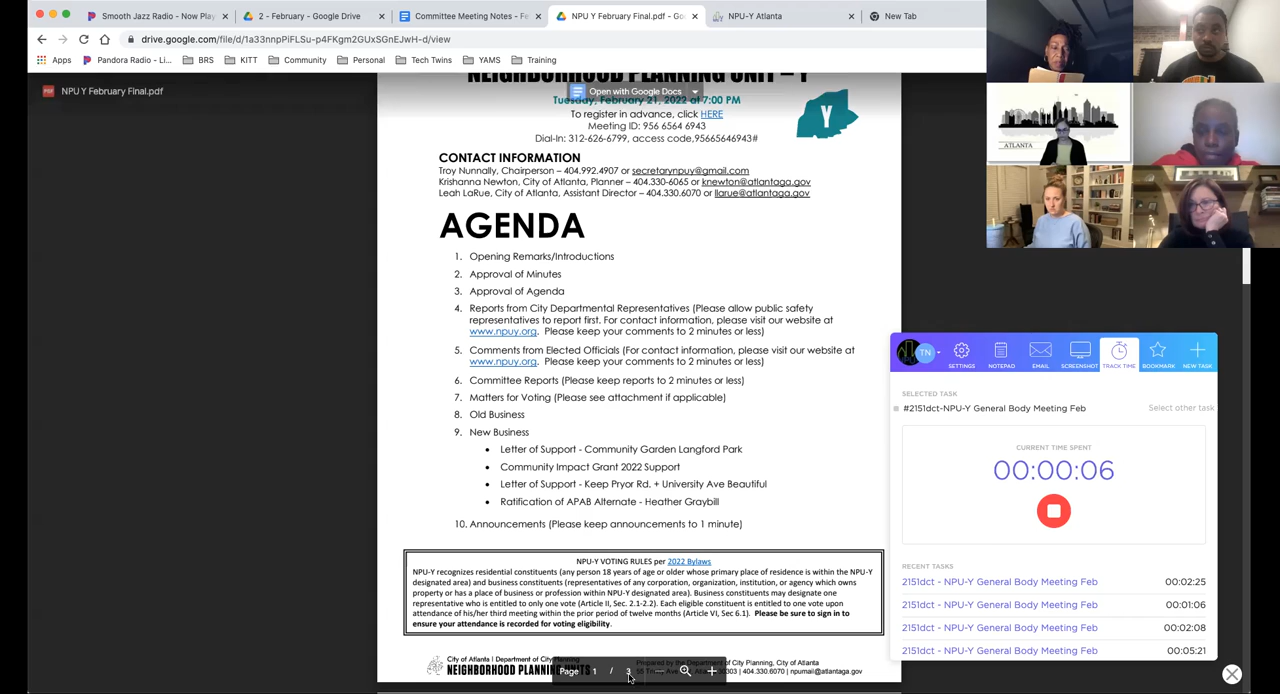 Smooth Jazz Radio - Now Play
2 - February - Google Drive
Committee Meeting Notes - Fe
NPU Y February Final.pdf - Go
NPU-Y Atlanta
New Tab
drive.google.com/file/d/1a33nnpPiFLSu-p4FKgm2GUxSGnEJwH-d/view
Apps
Pandora Radio - Li...
BRS
KITT
Community
Personal
Tech Twins
YAMS
Training
NPU Y February Final.pdf
NEIGHBORHOOD PLANNING UNIT – Y
Open with Google Docs
Tuesday, February 21, 2022 at 7:00 PM
To register in advance, click HERE
Meeting ID: 956 6564 6943
Dial-In: 312-626-6799, access code,95665646943#
Y
CONTACT INFORMATION
Troy Nunnally, Chairperson – 404.992.4907 or secretarynpuy@gmail.com
Krishanna Newton, City of Atlanta, Planner – 404.330-6065 or knewton@atlantaga.gov
Leah LaRue, City of Atlanta, Assistant Director – 404.330.6070 or llarue@atlantaga.gov
AGENDA
1. Opening Remarks/Introductions
2. Approval of Minutes
3. Approval of Agenda
4. Reports from City Departmental Representatives (Please allow public safety
representatives to report first. For contact information, please visit our website at
www.npuy.org. Please keep your comments to 2 minutes or less)
5. Comments from Elected Officials (For contact information, please visit our website at
www.npuy.org. Please keep your comments to 2 minutes or less)
6. Committee Reports (Please keep reports to 2 minutes or less)
7. Matters for Voting (Please see attachment if applicable)
8. Old Business
9. New Business
• Letter of Support - Community Garden Langford Park
• Community Impact Grant 2022 Support
• Letter of Support - Keep Pryor Rd. + University Ave Beautiful
• Ratification of APAB Alternate - Heather Graybill
10. Announcements (Please keep announcements to 1 minute)
NPU-Y VOTING RULES per 2022 Bylaws
NPU-Y recognizes residential constituents (any person 18 years of age or older whose primary place of residence is within the NPU-Y
designated area) and business constituents (representatives of any corporation, organization, institution, or agency which owns
property or has a place of business or profession within NPU-Y designated area). Business constituents may designate one
representative who is entitled to only one vote (Article II, Sec. 2.1-2.2). Each eligible constituent is entitled to one vote upon
attendance of his/her third meeting within the prior period of twelve months (Article VI, Sec 6.1). Please be sure to sign in to
ensure your attendance is recorded for voting eligibility.
City of Atlanta | Department of City Planning
NEIGHBORHOOD PLANNING UNITS
Prepared by the Department of City Planning, City of Atlanta
30303 | 404.330.6070 | npumail@atlantaga.gov
Page 1 / 3
ATLANTA
TN
SETTINGS
NOTEPAD
EMAIL
SCREENSHOT
TRACK TIME
BOOKMARK
NEW TASK
SELECTED TASK
#2151dct-NPU-Y General Body Meeting Feb
Select other task
CURRENT TIME SPENT
00:00:06
RECENT TASKS
2151dct - NPU-Y General Body Meeting Feb 00:02:25
2151dct - NPU-Y General Body Meeting Feb 00:01:06
2151dct - NPU-Y General Body Meeting Feb 00:02:08
2151dct - NPU-Y General Body Meeting Feb 00:05:21